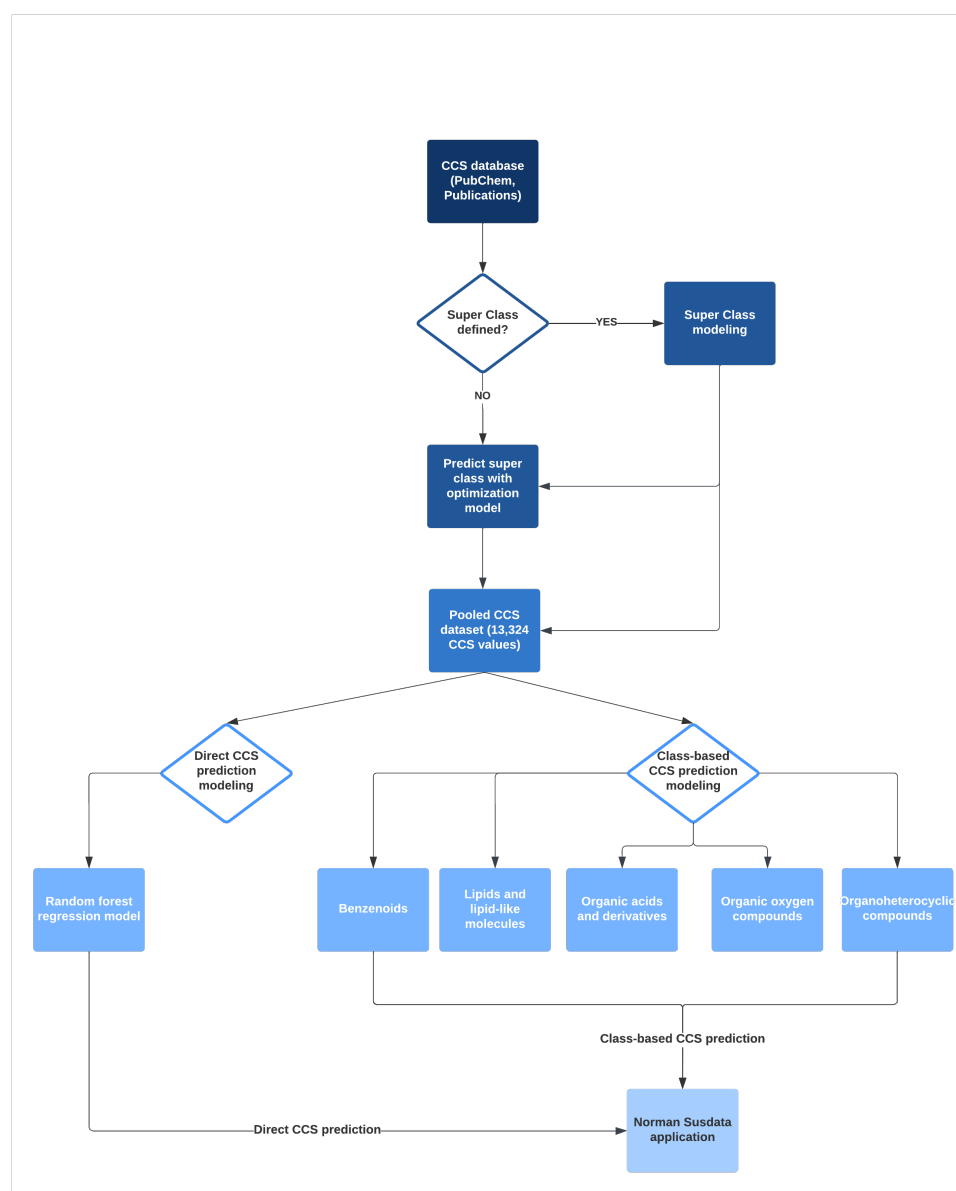 CCS database
(PubChem,
Publications)
Super Class
defined?
YES
Super Class
modeling
NO
Predict super
class with
optimization
model
Pooled CCS
dataset (13,324
CCS values)
Direct CCS
prediction
modeling
Class-based
CCS prediction
modeling
Random forest
regression model
Benzenoids
Lipids and
lipid-like
molecules
Organic acids
and derivatives
Organic oxygen
compounds
Organoheterocyclic
compounds
Class-based CCS prediction
Direct CCS prediction
Norman Susdata
application